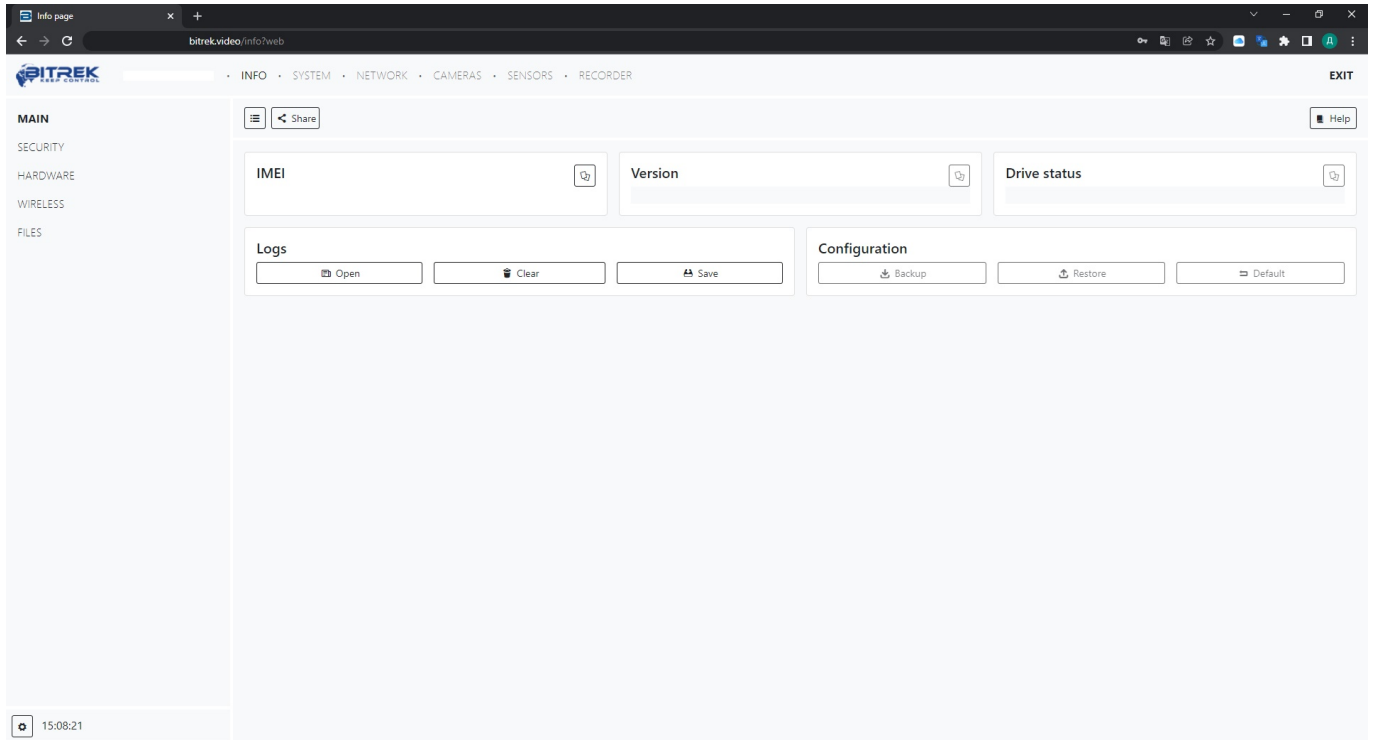 Info page
bitrek.video/info?web
Д
BITREK
KEEP CONTROL
· INFO · SYSTEM · NETWORK · CAMERAS · SENSORS · RECORDER
EXIT
MAIN
Share
Help
SECURITY
HARDWARE
WIRELESS
FILES
IMEI
Version
Drive status
Logs
Open
Clear
Save
Configuration
Backup
Restore
Default
15:08:21